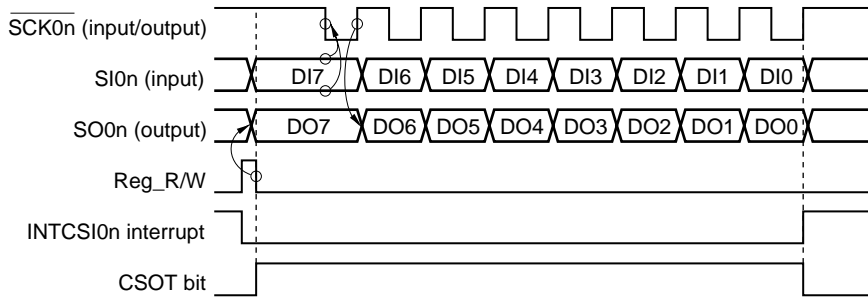 SCK0n (input/output)
SI0n (input) DI7 DI6 DI5 DI4 DI3 DI2 DI1 DI0
SO0n (output) DO7 DO6 DO5 DO4 DO3 DO2 DO1 DO0
Reg_R/W
INTCSI0n interrupt
CSOT bit